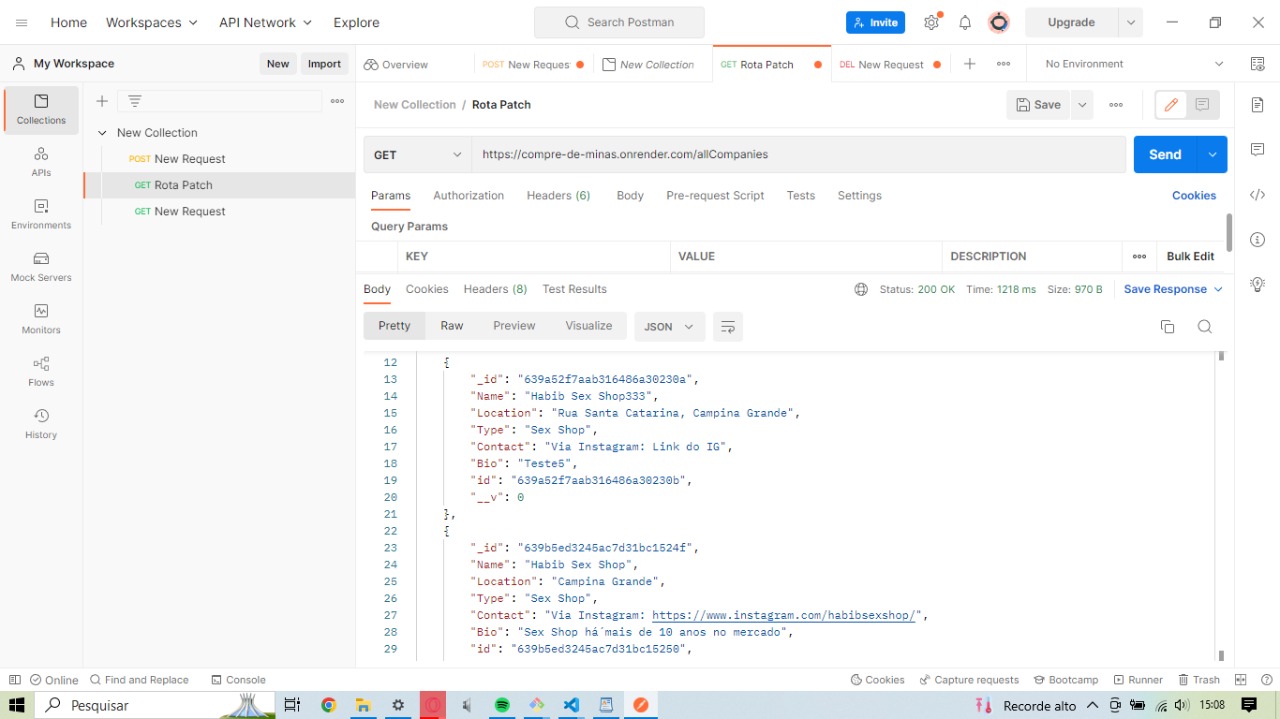 Home Workspaces API Network Explore Search Postman Invite Upgrade
My Workspace New Import Overview POST New Reques New Collection GET Rota Patch DEL New Request No Environment
New Collection / Rota Patch Save
Collections
APIs
Environments
Mock Servers
Monitors
Flows
History
New Collection
POST New Request
GET Rota Patch
GET New Request
GET https://compre-de-minas.onrender.com/allCompanies Send
Params Authorization Headers (6) Body Pre-request Script Tests Settings Cookies
Query Params
KEY VALUE DESCRIPTION Bulk Edit
Body Cookies Headers (8) Test Results Status: 200 OK Time: 1218 ms Size: 970 B Save Response
Pretty Raw Preview Visualize JSON
12 {
13 "_id": "639a52f7aab316486a30230a",
14 "Name": "Habib Sex Shop333",
15 "Location": "Rua Santa Catarina, Campina Grande",
16 "Type": "Sex Shop",
17 "Contact": "Via Instagram: Link do IG",
18 "Bio": "Teste5",
19 "id": "639a52f7aab316486a30230b",
20 "__v": 0
21 },
22 {
23 "_id": "639b5ed3245ac7d31bc1524f",
24 "Name": "Habib Sex Shop",
25 "Location": "Campina Grande",
26 "Type": "Sex Shop",
27 "Contact": "Via Instagram: https://www.instagram.com/habibsexshop/",
28 "Bio": "Sex Shop há´mais de 10 anos no mercado",
29 "id": "639b5ed3245ac7d31bc15250",
Online Find and Replace Console Cookies Capture requests Bootcamp Runner Trash
Pesquisar Recorde alto 15:08